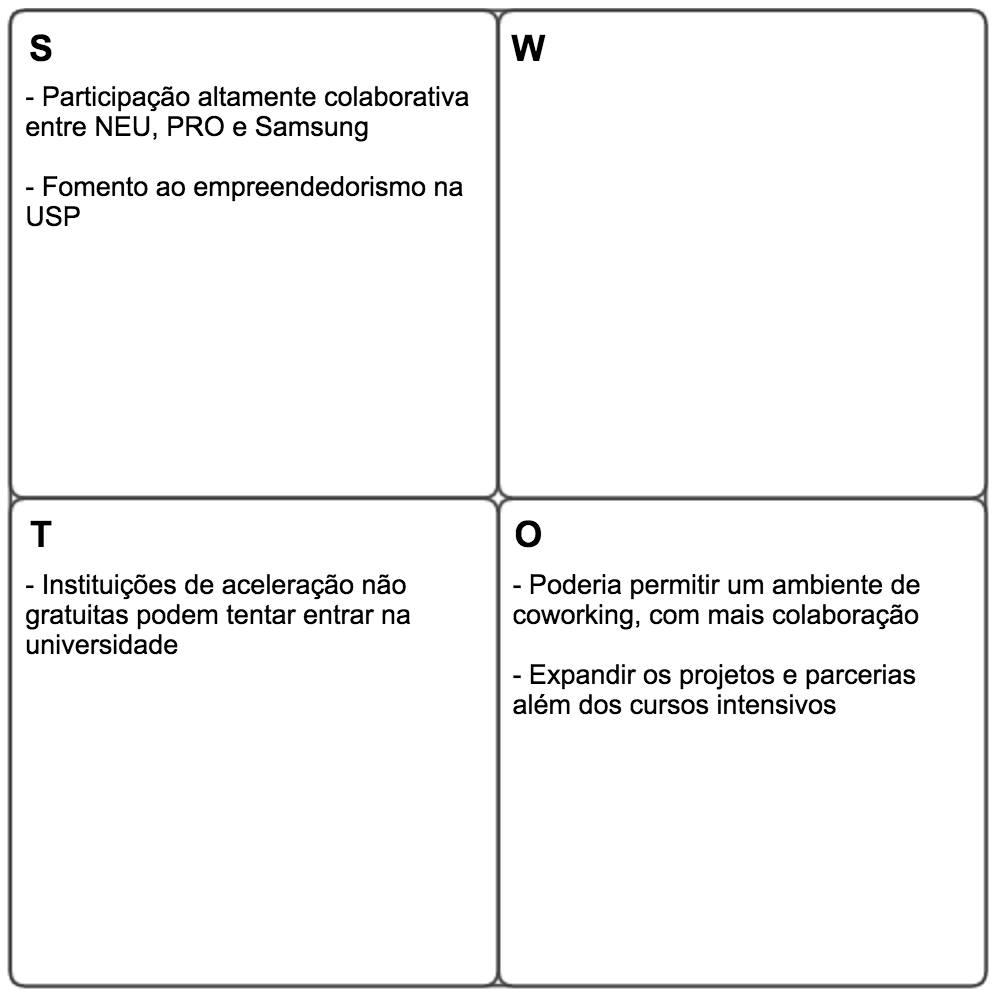 S
- Participação altamente colaborativa
entre NEU, PRO e Samsung
- Fomento ao empreendedorismo na
USP
W
T
- Instituições de aceleração não
gratuitas podem tentar entrar na
universidade
O
- Poderia permitir um ambiente de
coworking, com mais colaboração
- Expandir os projetos e parcerias
além dos cursos intensivos